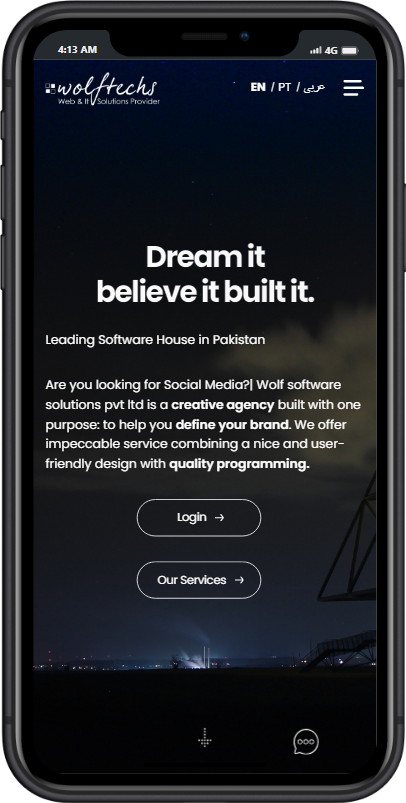 4:13 AM
4G
wolftechs
Web & It Solutions Provider
EN / PT / عربى
Dream it
believe it built it.
Leading Software House in Pakistan
Are you looking for Social Media?| Wolf software
solutions pvt ltd is a creative agency built with one
purpose: to help you define your brand. We offer
impeccable service combining a nice and user-
friendly design with quality programming.
Login →
Our Services →